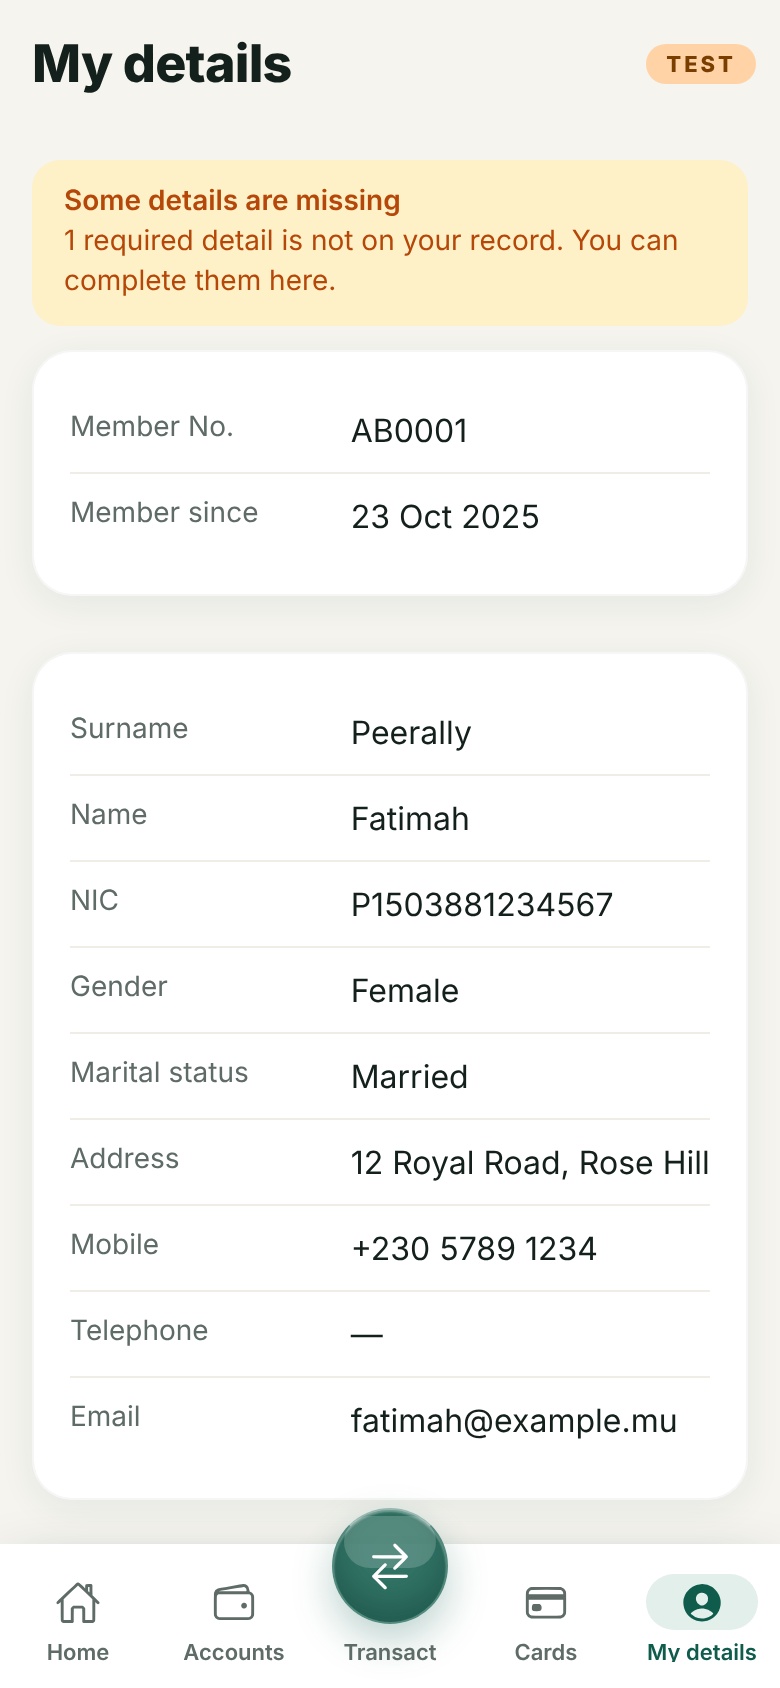 My details
TEST
Some details are missing
1 required detail is not on your record. You can
complete them here.
Member No. AB0001
Member since 23 Oct 2025
Surname Peerally
Name Fatimah
NIC P1503881234567
Gender Female
Marital status Married
Address 12 Royal Road, Rose Hill
Mobile +230 5789 1234
Telephone —
Email fatimah@example.mu
Home Accounts Transact Cards My details